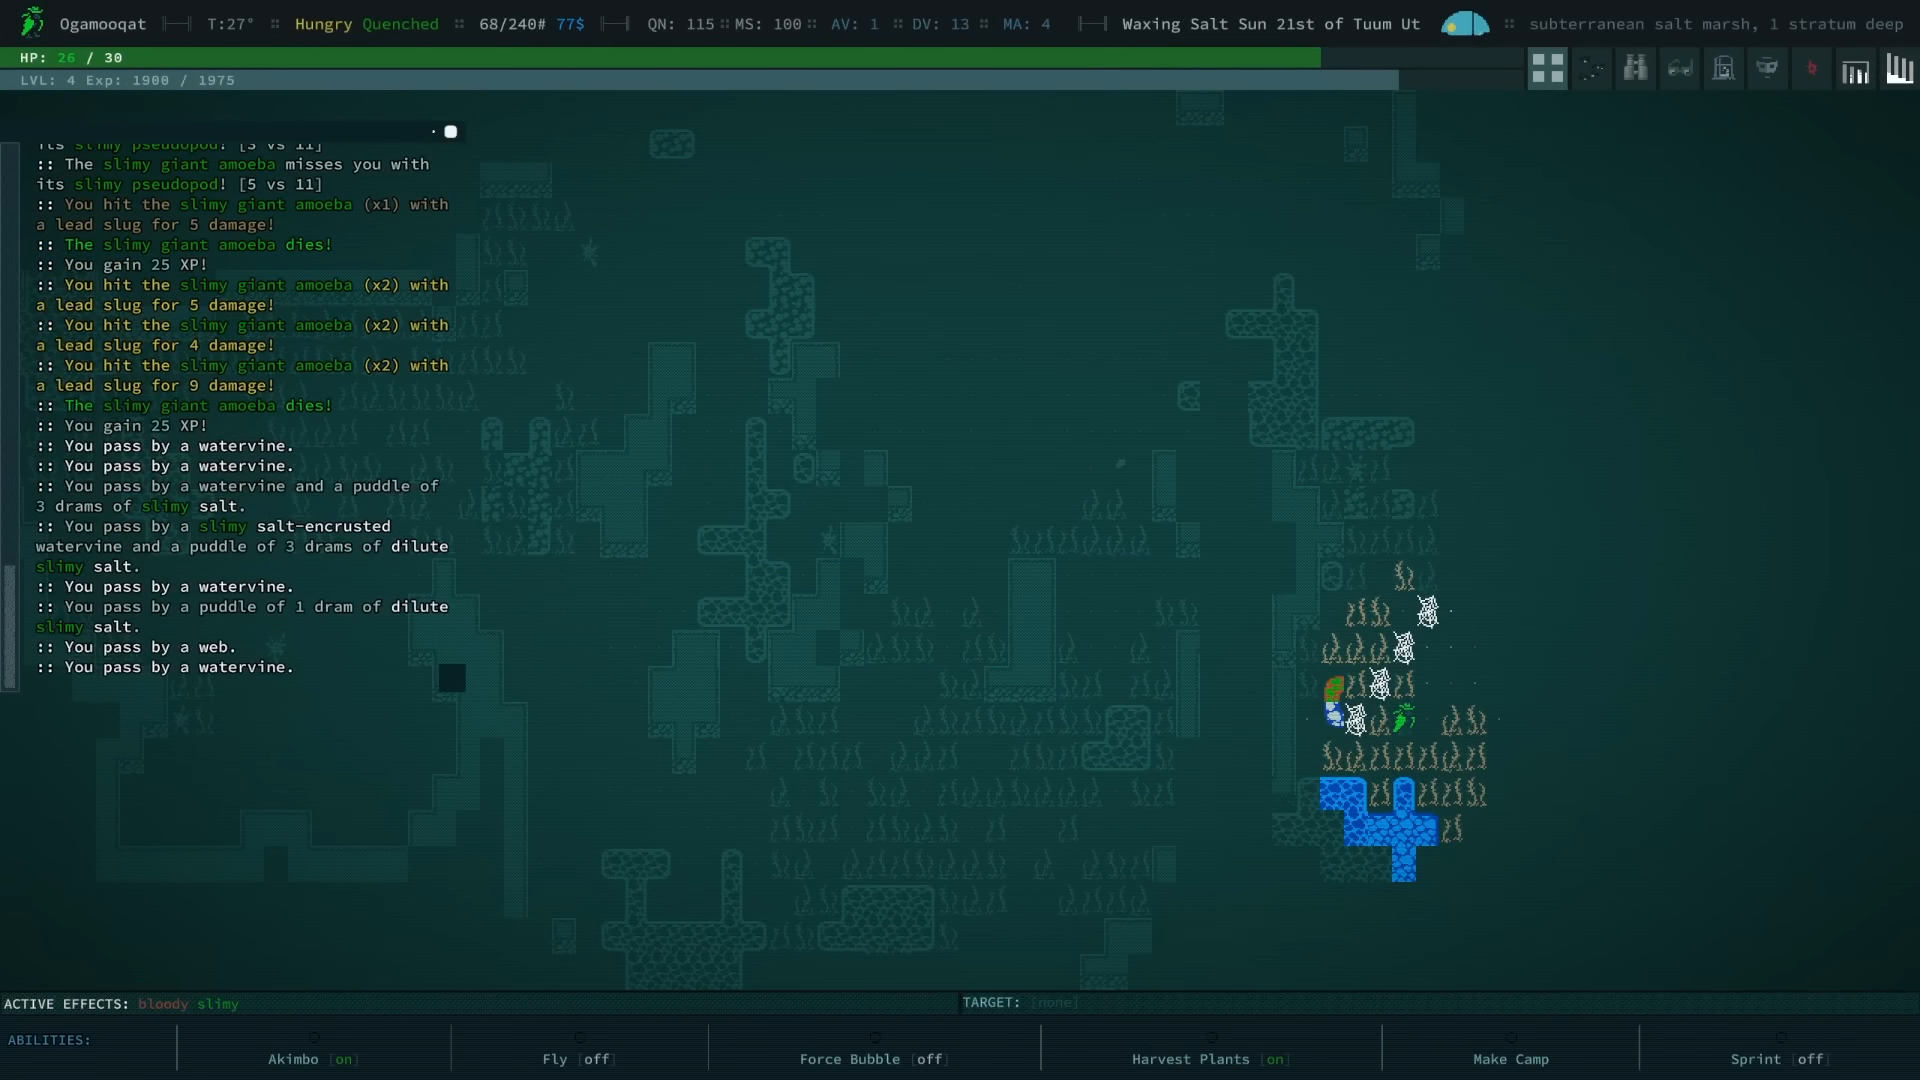 Ogamooqat T:27° :: Hungry Quenched :: 68/240# 77$ QN: 115 :: MS: 100 :: AV: 1 :: DV: 13 :: MA: 4 Waxing Salt Sun 21st of Tuum Ut :: subterranean salt marsh, 1 stratum deep
HP: 26 / 30
LVL: 4 Exp: 1900 / 1975
its slimy pseudopod! [3 vs 11]
:: The slimy giant amoeba misses you with
its slimy pseudopod! [5 vs 11]
:: You hit the slimy giant amoeba (x1) with
a lead slug for 5 damage!
:: The slimy giant amoeba dies!
:: You gain 25 XP!
:: You hit the slimy giant amoeba (x2) with
a lead slug for 5 damage!
:: You hit the slimy giant amoeba (x2) with
a lead slug for 4 damage!
:: You hit the slimy giant amoeba (x2) with
a lead slug for 9 damage!
:: The slimy giant amoeba dies!
:: You gain 25 XP!
:: You pass by a watervine.
:: You pass by a watervine.
:: You pass by a watervine and a puddle of
3 drams of slimy salt.
:: You pass by a slimy salt-encrusted
watervine and a puddle of 3 drams of dilute
slimy salt.
:: You pass by a watervine.
:: You pass by a puddle of 1 dram of dilute
slimy salt.
:: You pass by a web.
:: You pass by a watervine.
ACTIVE EFFECTS: bloody slimy
TARGET: [none]
ABILITIES:
Akimbo [on]
Fly [off]
Force Bubble [off]
Harvest Plants [on]
Make Camp
Sprint [off]